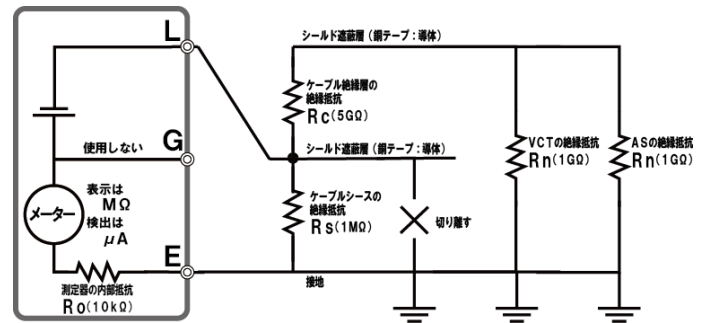 L
シールド遮蔽層(銅テープ:導体)
ケーブル絶縁層の
絶縁抵抗
Rc(5GΩ)
使用しない
G
シールド遮蔽層(銅テープ:導体)
VCTの絶縁抵抗
Rn(1GΩ)
ASの絶縁抵抗
Rn(1GΩ)
表示は
MΩ
検出は
μA
メーター
ケーブルシースの
絶縁抵抗
Rs(1MΩ)
切り離す
E
接地
測定器の内部抵抗
Ro(10kΩ)